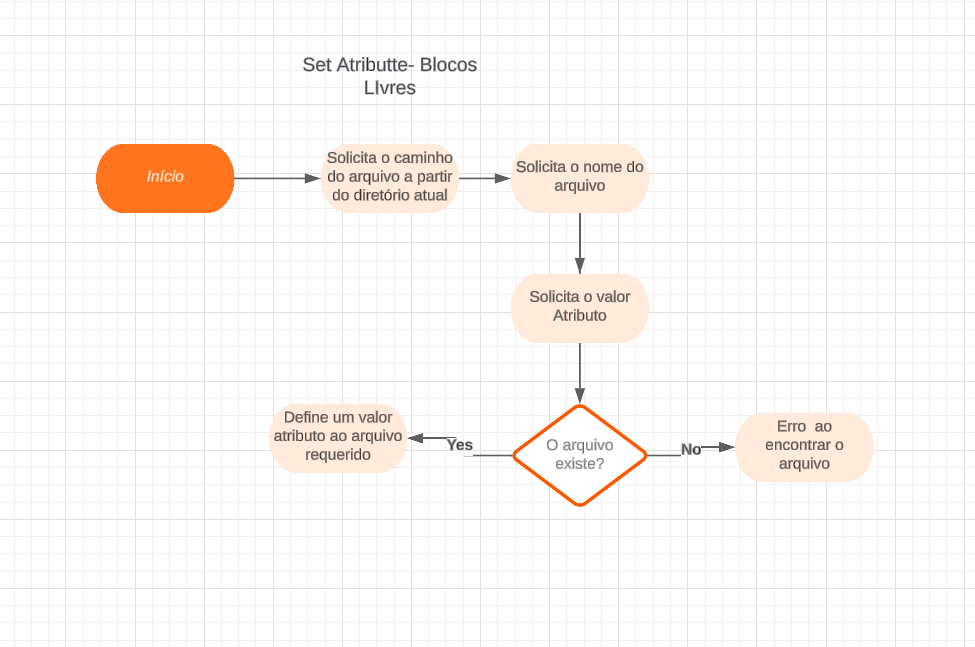 Set Atributte- Blocos
LIvres
Início
Solicita o caminho
do arquivo a partir
do diretório atual
Solicita o nome do
arquivo
Solicita o valor
Atributo
Define um valor
atributo ao arquivo
requerido
Yes
O arquivo
existe?
No
Erro  ao
encontrar o
arquivo